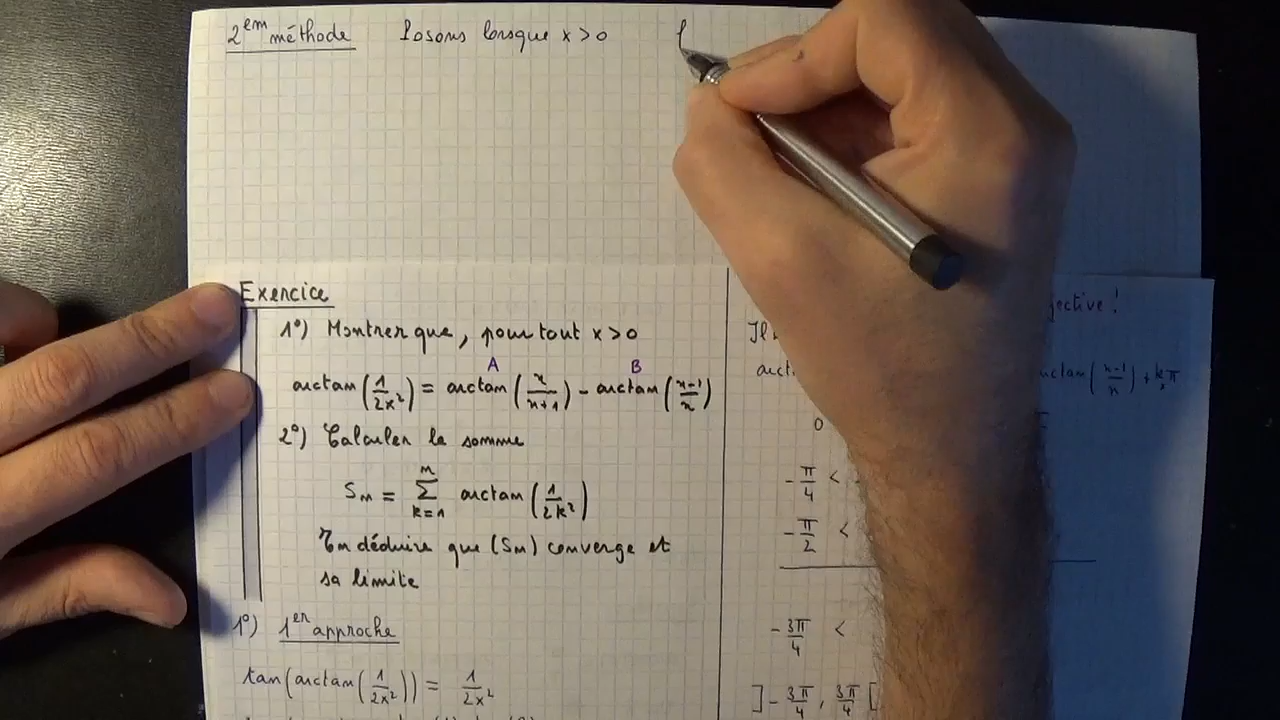 2em méthode Posons lorsque x > 0 f
Exercice
1°) Montrer que, pour tout x > 0
A B
arctan(1/2x²) = arctan(x/x+1) - arctan(x-1/x)
2°) Calculer la somme
Sn = Σ k=1 n arctan(1/2k²)
En déduire que (Sn) converge et
sa limite
1°) 1er approche
tan(arctan(1/2x²)) = 1/2x²
jective !
arctan(x-1/x) + kπ
0
-π/4 <
-π/2 <
-3π/4 <
]-3π/4, 3π/4[